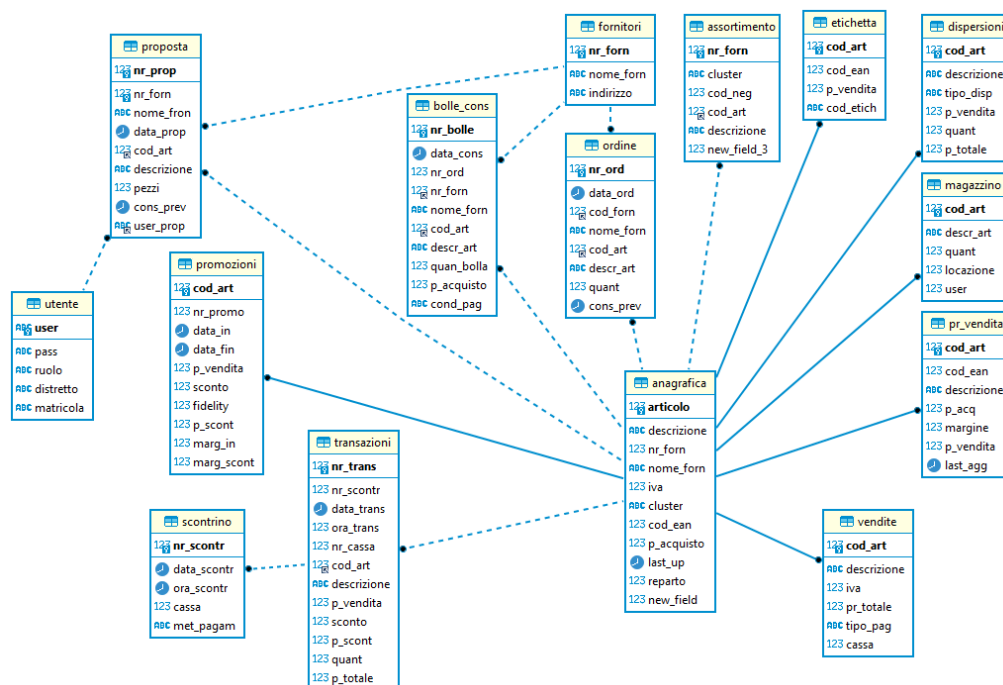 proposta
nr_prop
nr_forn
nome_fron
data_prop
cod_art
descrizione
pezzi
cons_prev
user_prop
fornitori
nr_forn
nome_forn
indirizzo
assortimento
nr_forn
cluster
cod_neg
cod_art
descrizione
new_field_3
etichetta
cod_art
cod_ean
p_vendita
cod_etich
dispersioni
cod_art
descrizione
tipo_disp
p_vendita
quant
p_totale
bolle_cons
nr_bolle
data_cons
nr_ord
nr_forn
nome_forn
cod_art
descr_art
quan_bolla
p_acquisto
cond_pag
ordine
nr_ord
data_ord
cod_forn
nome_forn
cod_art
descr_art
quant
cons_prev
magazzino
cod_art
descr_art
quant
locazione
user
utente
user
pass
ruolo
distretto
matricola
promozioni
cod_art
nr_promo
data_in
data_fin
p_vendita
sconto
fidelity
p_scont
marg_in
marg_scont
pr_vendita
cod_art
cod_ean
descrizione
p_acq
margine
p_vendita
last_agg
anagrafica
articolo
descrizione
nr_forn
nome_forn
iva
cluster
cod_ean
p_acquisto
last_up
reparto
new_field
transazioni
nr_trans
nr_scontr
data_trans
ora_trans
nr_cassa
cod_art
descrizione
p_vendita
sconto
p_scont
quant
p_totale
scontrino
nr_scontr
data_scontr
ora_scontr
cassa
met_pagam
vendite
cod_art
descrizione
iva
pr_totale
tipo_pag
cassa